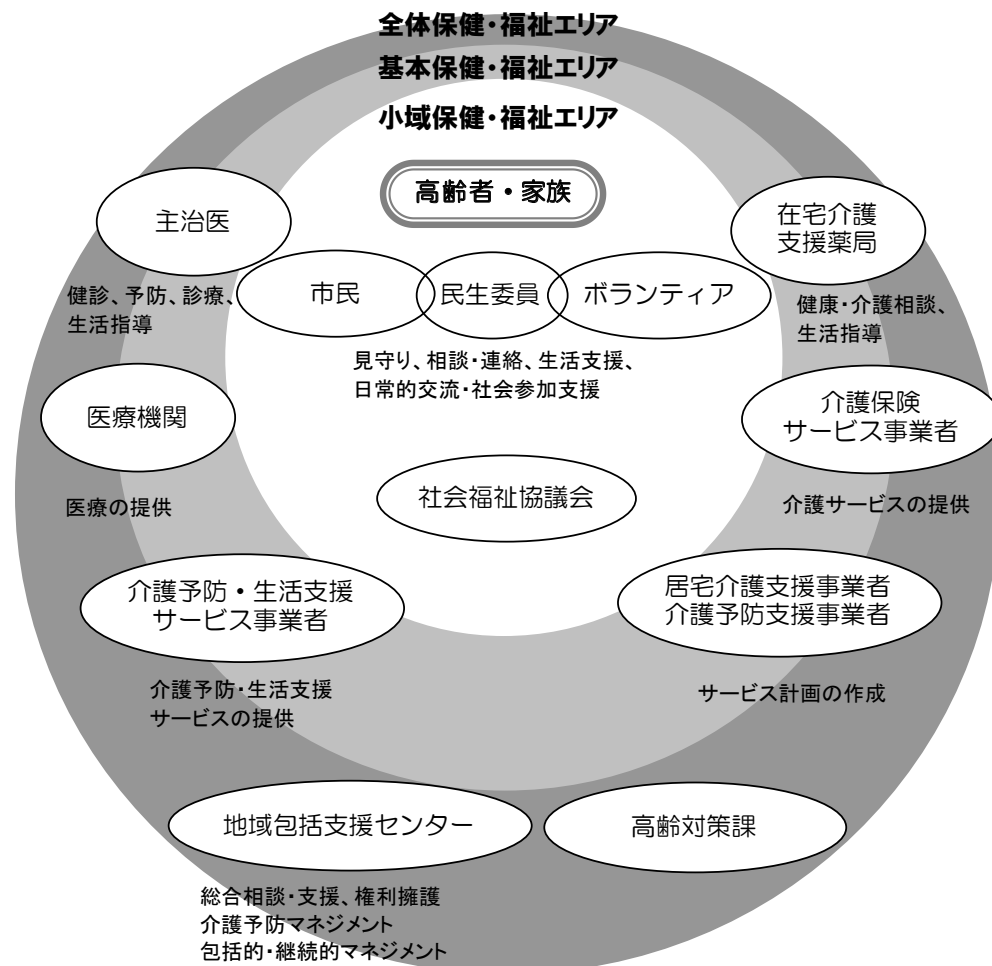 全体保健・福祉エリア
基本保健・福祉エリア
小域保健・福祉エリア
高齢者・家族
主治医
健診、予防、診療、
生活指導
在宅介護
支援薬局
健康・介護相談、
生活指導
市民
民生委員
ボランティア
見守り、相談・連絡、生活支援、
日常的交流・社会参加支援
医療機関
医療の提供
介護保険
サービス事業者
介護サービスの提供
社会福祉協議会
介護予防・生活支援
サービス事業者
介護予防・生活支援
サービスの提供
居宅介護支援事業者
介護予防支援事業者
サービス計画の作成
地域包括支援センター
総合相談・支援、権利擁護
介護予防マネジメント
包括的・継続的マネジメント
高齢対策課